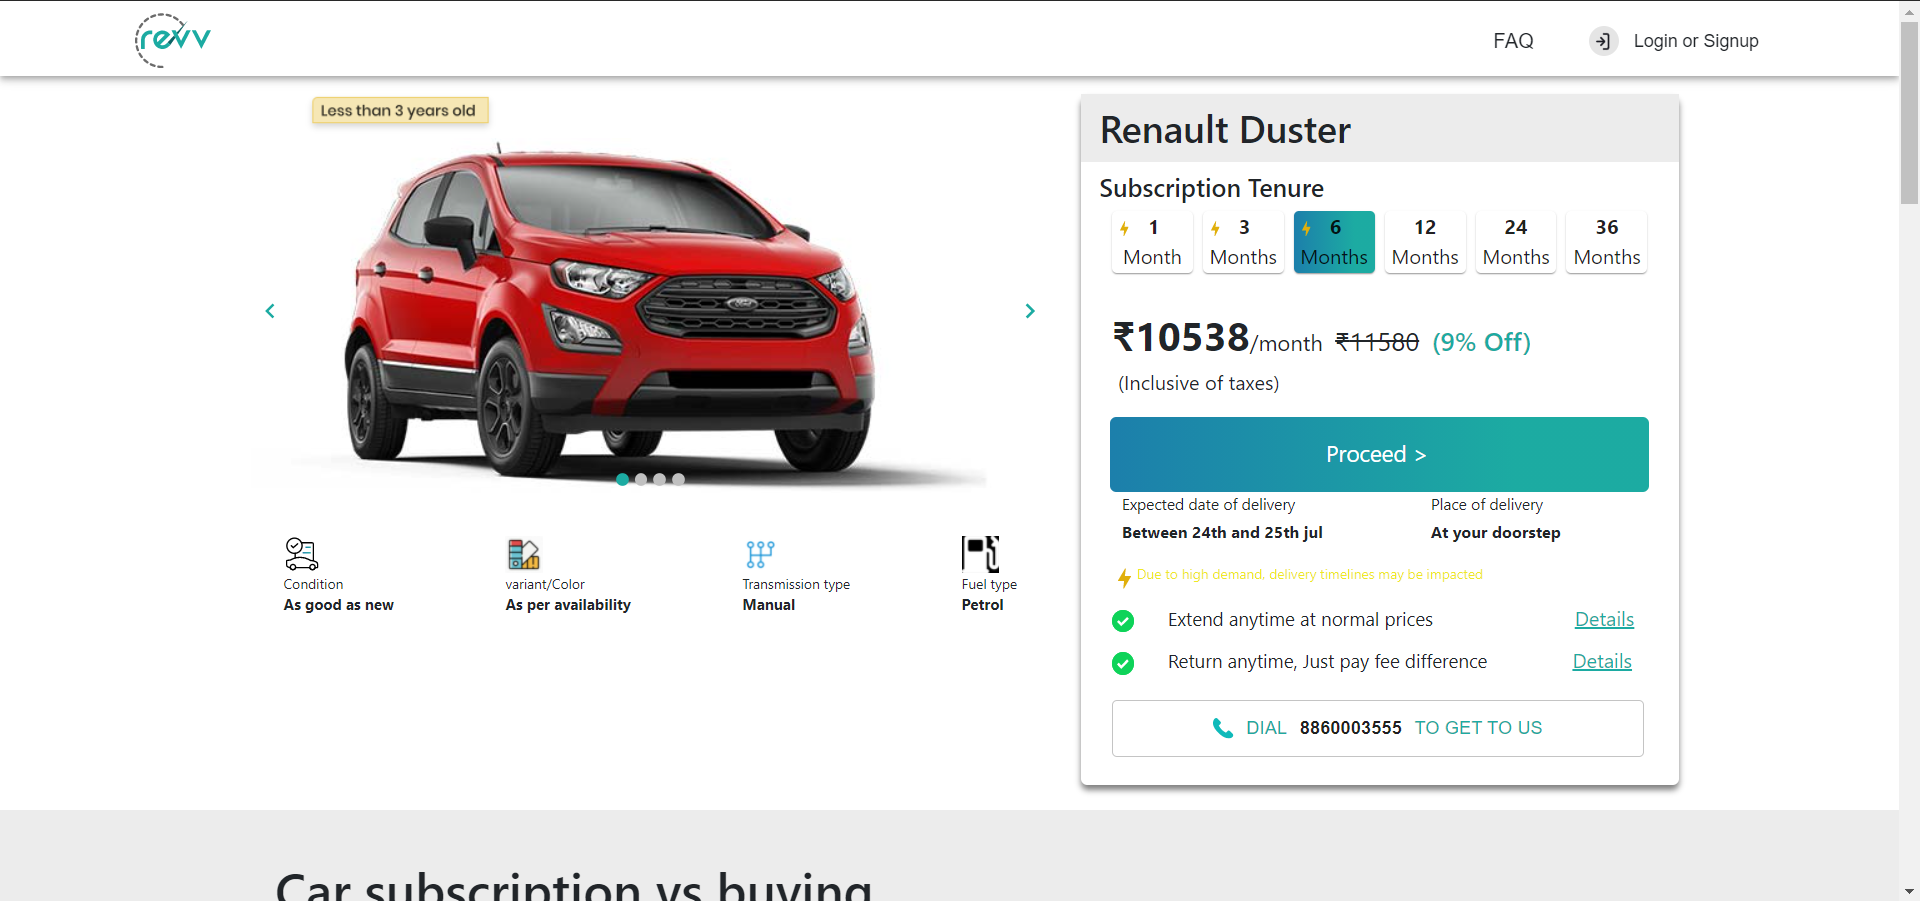 revv
FAQ
Login or Signup
Less than 3 years old
Ford
Condition
As good as new
variant/Color
As per availability
Transmission type
Manual
Fuel type
Petrol
Renault Duster
Subscription Tenure
1 Month
3 Months
6 Months
12 Months
24 Months
36 Months
₹10538/month ₹11580 (9% Off)
(Inclusive of taxes)
Proceed >
Expected date of delivery
Between 24th and 25th jul
Place of delivery
At your doorstep
Due to high demand, delivery timelines may be impacted
Extend anytime at normal prices Details
Return anytime, Just pay fee difference Details
DIAL 8860003555 TO GET TO US
Car subscription vs buying